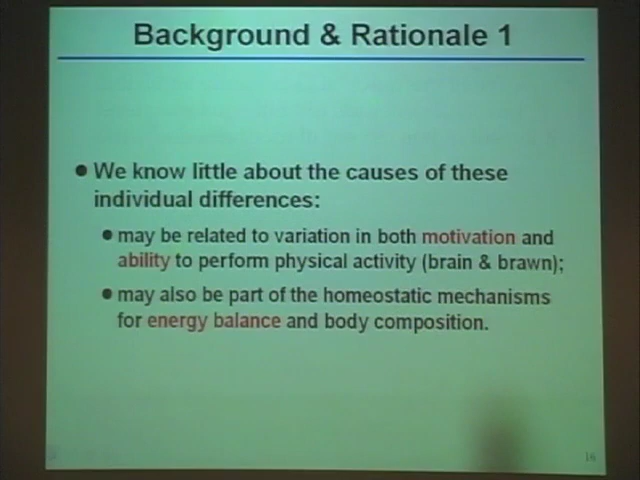 Background & Rationale 1
● We know little about the causes of these
individual differences:
● may be related to variation in both motivation and
ability to perform physical activity (brain & brawn);
● may also be part of the homeostatic mechanisms
for energy balance and body composition.
16